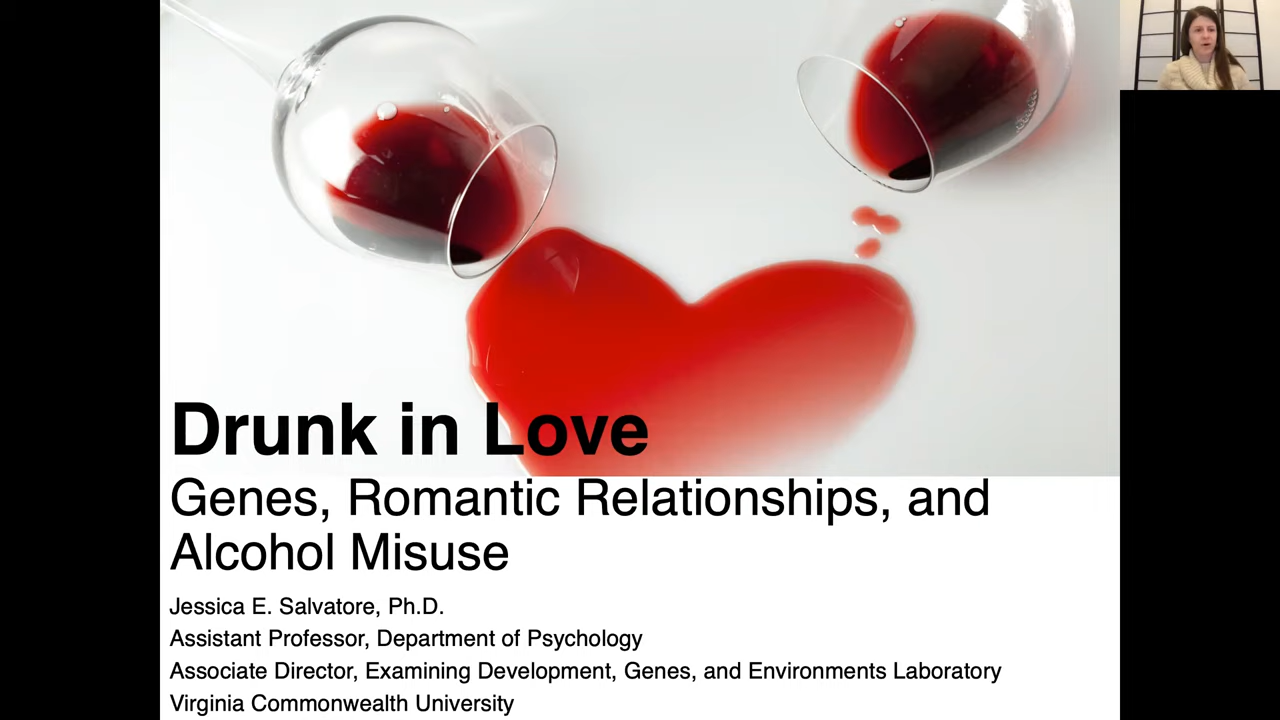 Drunk in Love
Genes, Romantic Relationships, and
Alcohol Misuse
Jessica E. Salvatore, Ph.D.
Assistant Professor, Department of Psychology
Associate Director, Examining Development, Genes, and Environments Laboratory
Virginia Commonwealth University